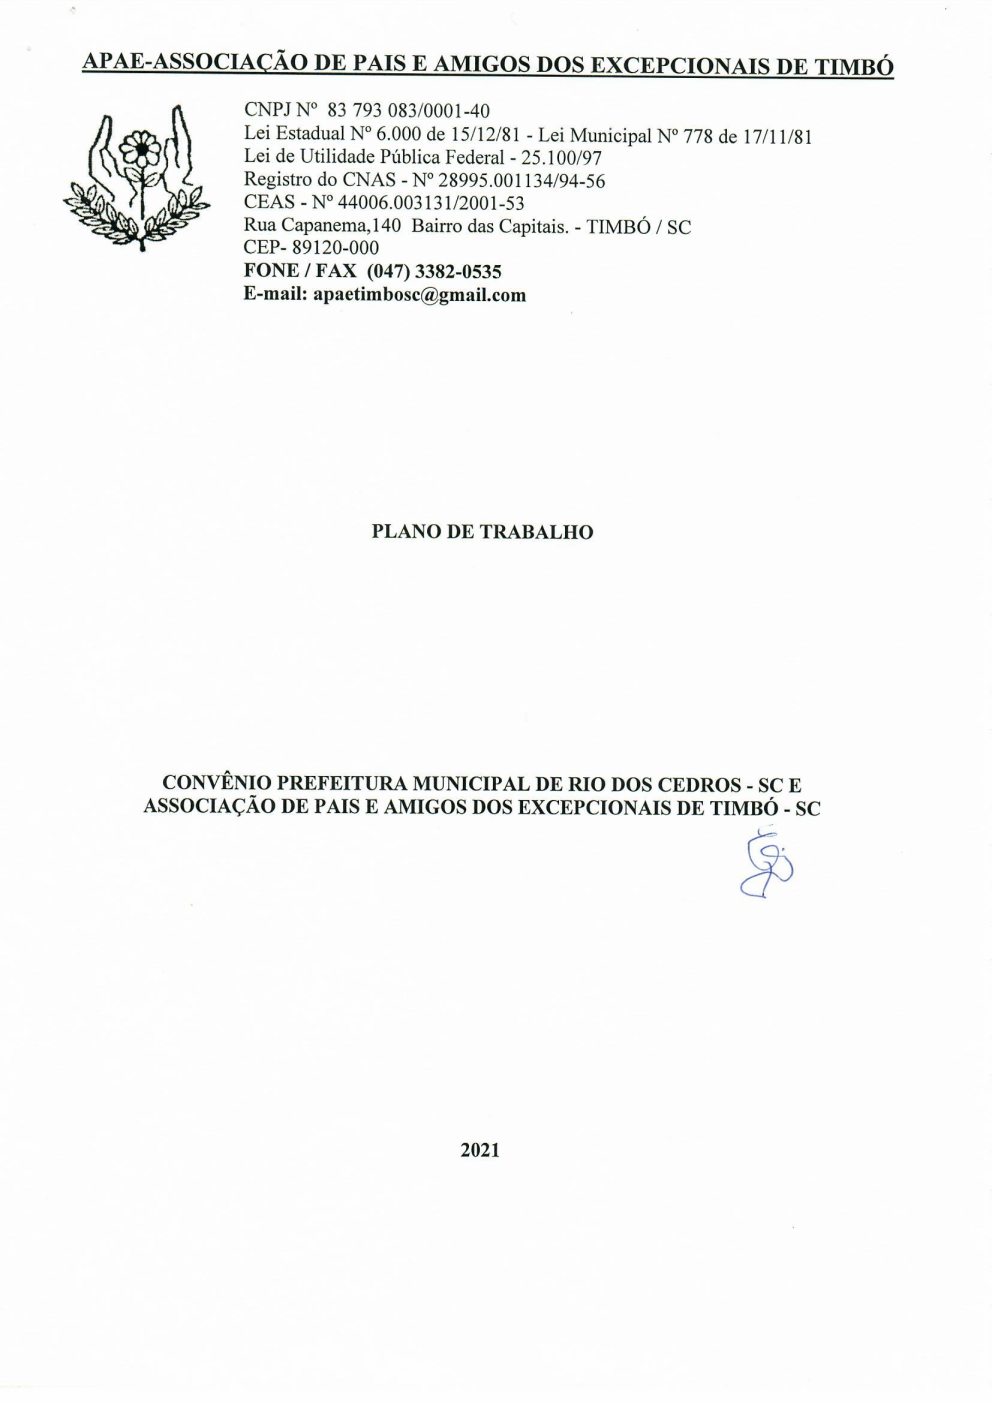 APAE-ASSOCIAÇÃO DE PAIS E AMIGOS DOS EXCEPCIONAIS DE TIMBÓ
CNPJ Nº 83 793 083/0001-40
Lei Estadual Nº 6.000 de 15/12/81 - Lei Municipal Nº 778 de 17/11/81
Lei de Utilidade Pública Federal - 25.100/97
Registro do CNAS - Nº 28995.001134/94-56
CEAS - Nº 44006.003131/2001-53
Rua Capanema,140 Bairro das Capitais. - TIMBÓ / SC
CEP- 89120-000
FONE / FAX (047) 3382-0535
E-mail: apaetimbosc@gmail.com
PLANO DE TRABALHO
CONVÊNIO PREFEITURA MUNICIPAL DE RIO DOS CEDROS - SC E
ASSOCIAÇÃO DE PAIS E AMIGOS DOS EXCEPCIONAIS DE TIMBÓ - SC
2021